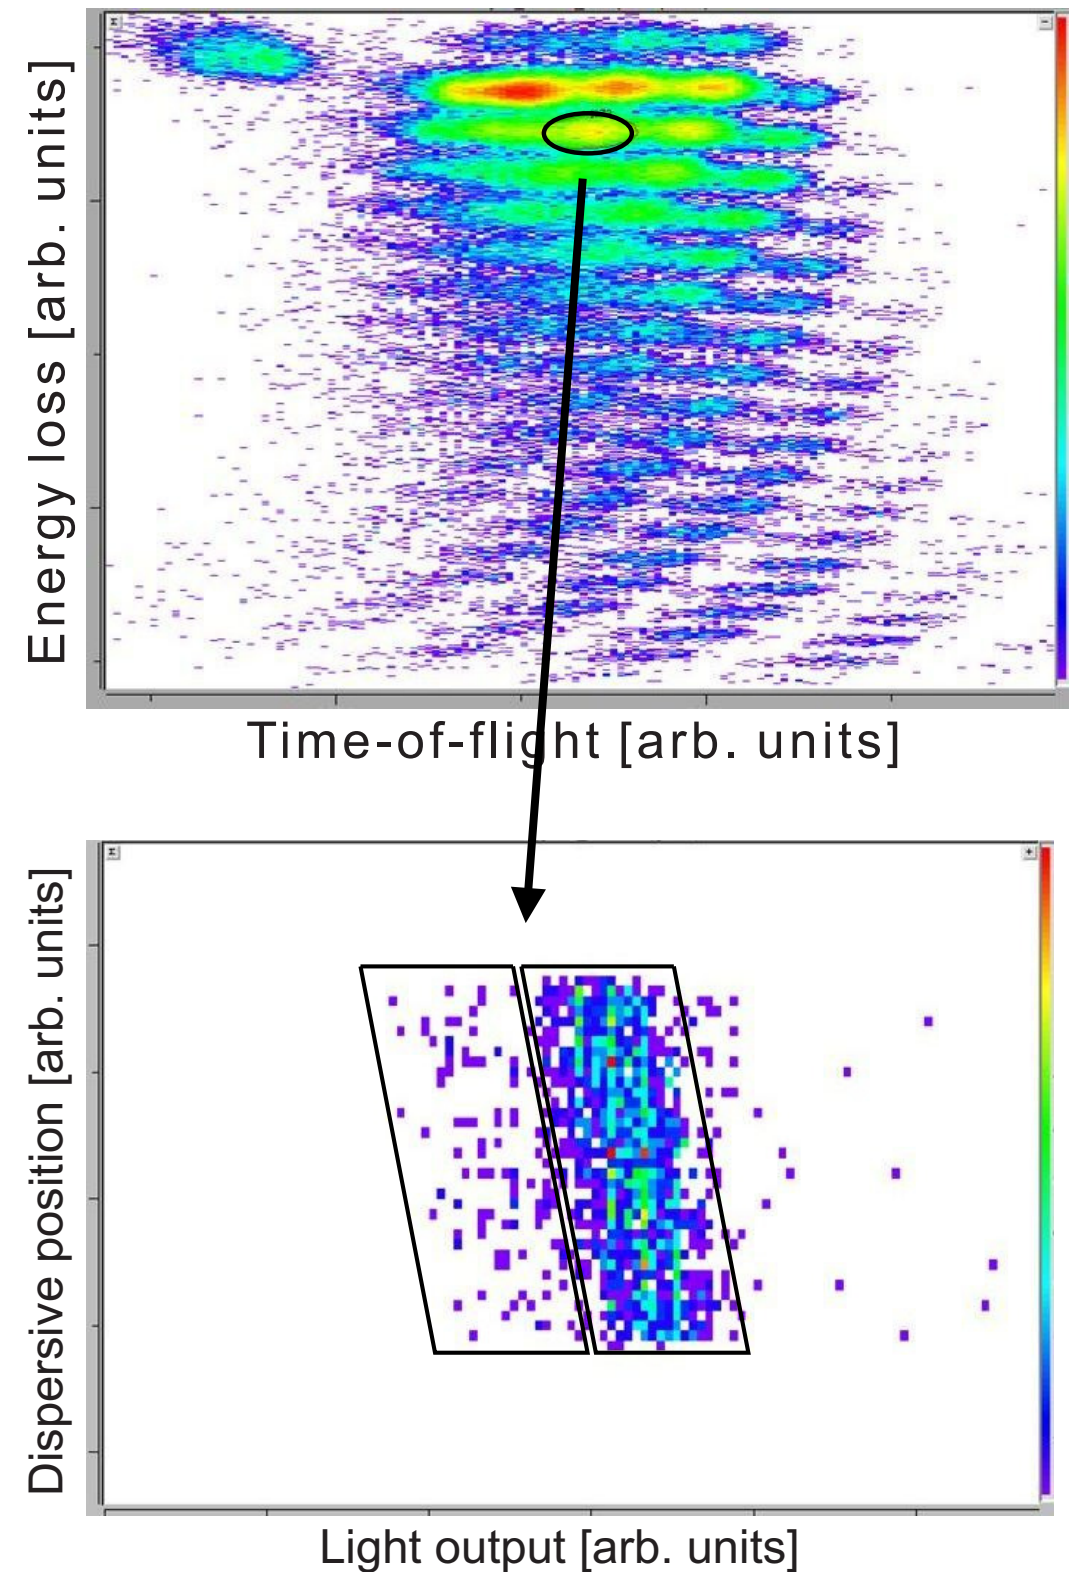 Energy loss [arb. units]
Time-of-flight [arb. units]
Dispersive position [arb. units]
Light output [arb. units]